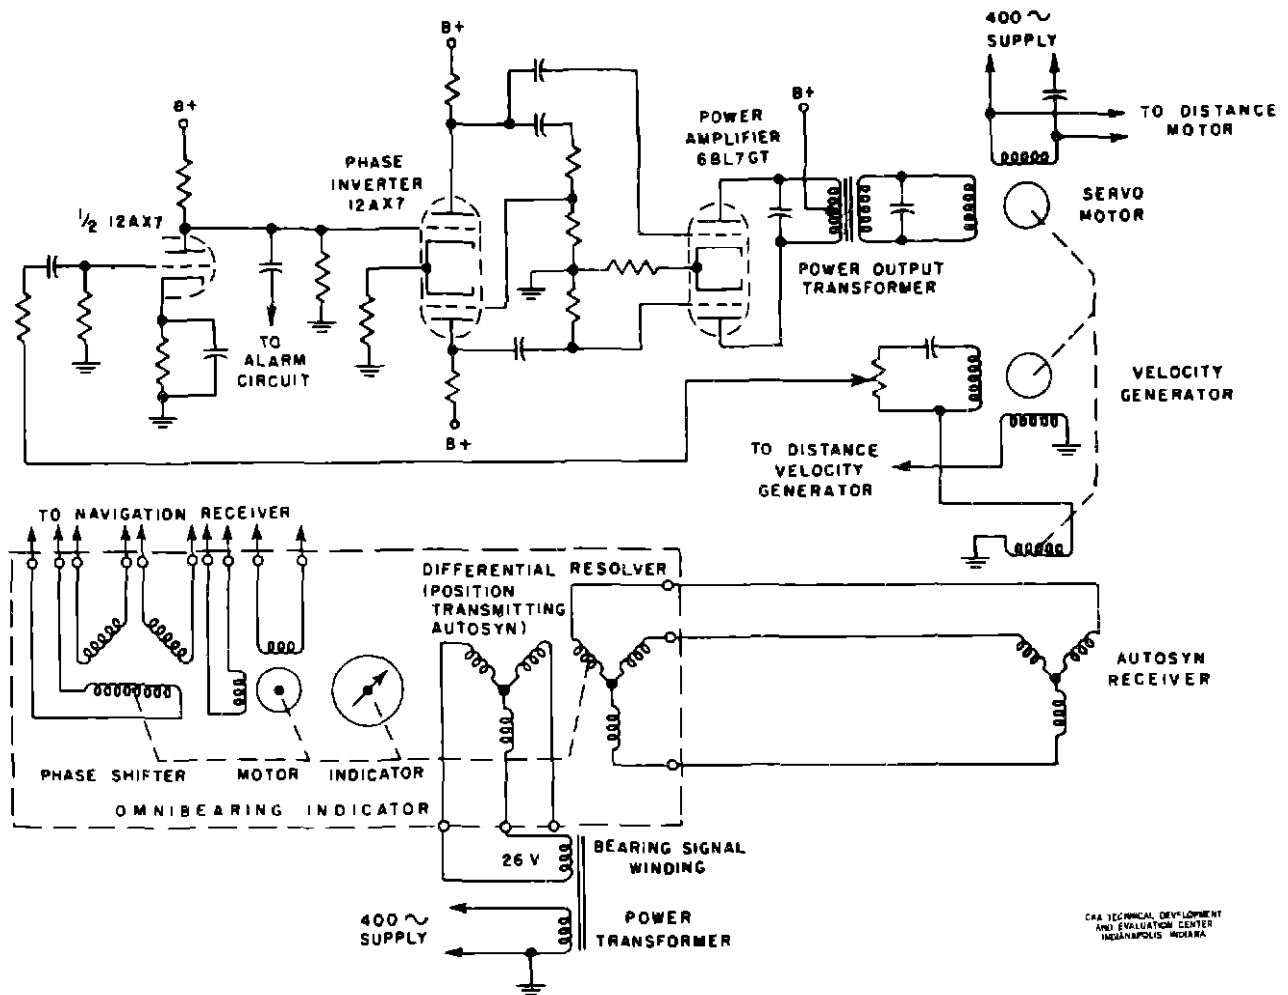 400 ~
SUPPLY
B+
B+
B+
TO DISTANCE
MOTOR
POWER
AMPLIFIER
6BL7GT
PHASE
INVERTER
12AX7
½ 12AX7
SERVO
MOTOR
POWER OUTPUT
TRANSFORMER
TO
ALARM
CIRCUIT
VELOCITY
GENERATOR
B+
TO DISTANCE
VELOCITY
GENERATOR
TO NAVIGATION RECEIVER
DIFFERENTIAL RESOLVER
(POSITION
TRANSMITTING
AUTOSYN)
AUTOSYN
RECEIVER
PHASE SHIFTER
MOTOR
INDICATOR
OMNIBEARING INDICATOR
26 V
BEARING SIGNAL
WINDING
400 ~
SUPPLY
POWER
TRANSFORMER
CAA TECHNICAL DEVELOPMENT
AND EVALUATION CENTER
INDIANAPOLIS INDIANA